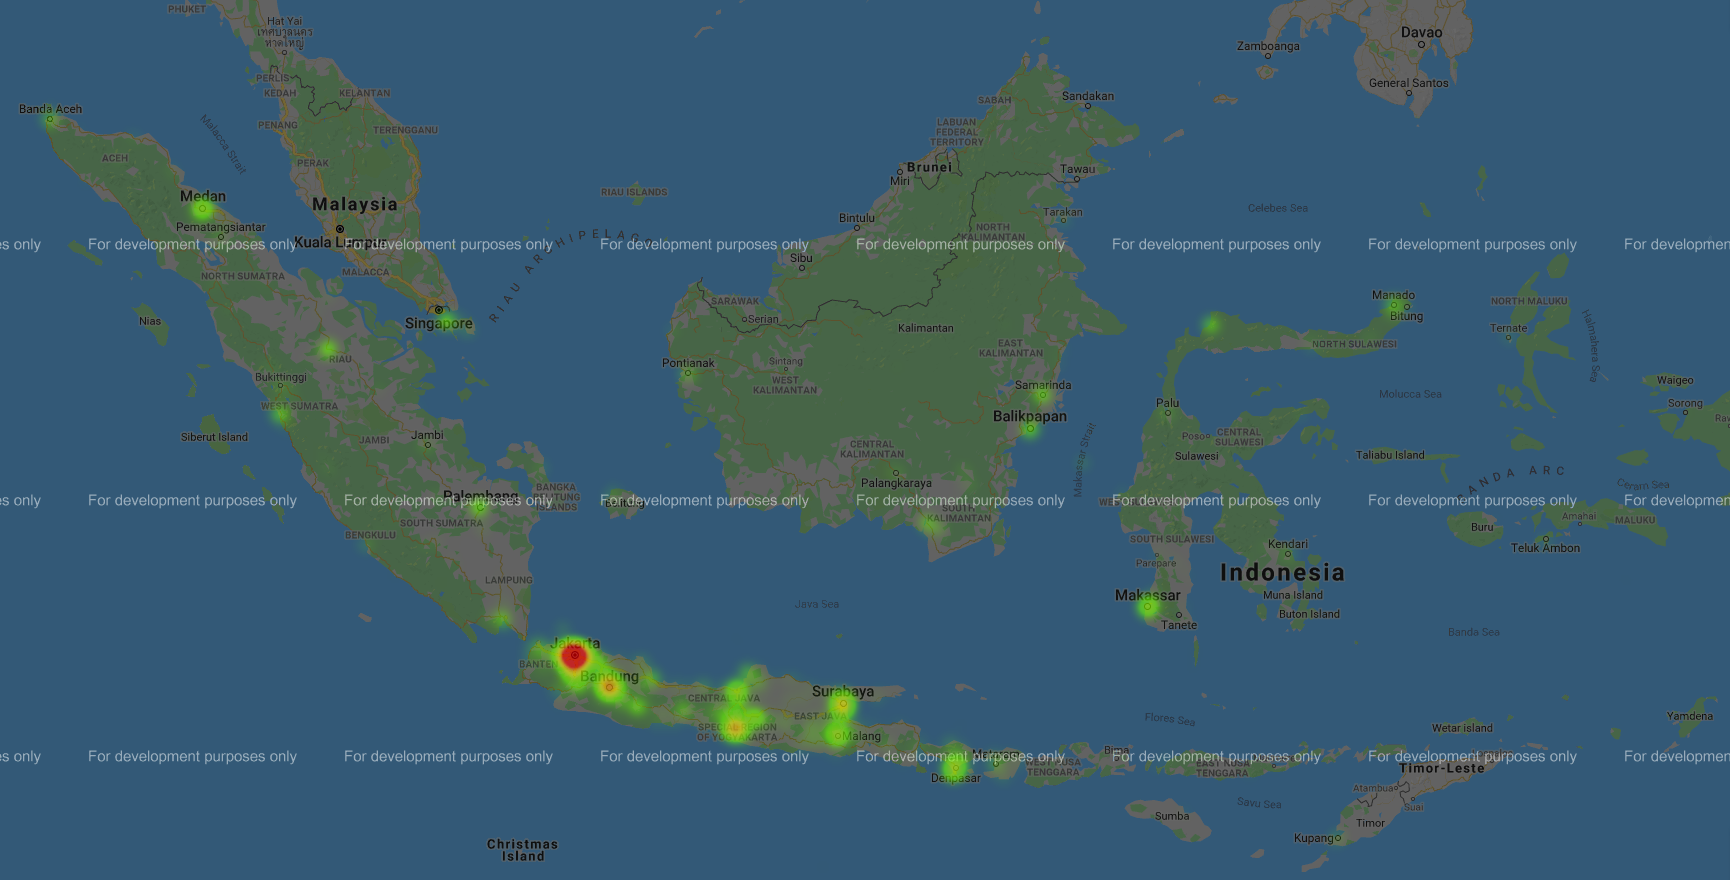 PHUKET
Hat Yai
เทศบาลนคร
หาดใหญ่
Davao
Zamboanga
General Santos
PERLIS
KEDAH
KELANTAN
Banda Aceh
SABAH
Sandakan
Malacca Strait
PENANG
TERENGGANU
LABUAN
FEDERAL
TERRITORY
ACEH
PERAK
Brunei
Miri
Tawau
Medan
Malaysia
RIAU ISLANDS
Celebes Sea
Pematangsiantar
Bintulu
Tarakan
NORTH
KALIMANTAN
Kuala Lumpur
RIAU ARCHIPELAGO
es only
For development purposes only
For development purposes only
For development purposes only
For development purposes only
For development purposes only
For development purposes only
For developmen
Sibu
NORTH SUMATRA
MALACCA
SARAWAK
Serian
Manado
Bitung
NORTH MALUKU
Nias
Singapore
Kalimantan
Ternate
Halmahera Sea
RIAU
EAST
KALIMANTAN
NORTH SULAWESI
Pontianak
Sintang
WEST
KALIMANTAN
Bukittinggi
Samarinda
Waigeo
Molucca Sea
WEST SUMATRA
Balikpapan
Palu
Sorong
Siberut Island
JAMBI
Jambi
CENTRAL
KALIMANTAN
Makassar Strait
Poso
CENTRAL
SULAWESI
Sulawesi
Taliabu Island
BANDA ARC
Palangkaraya
Ceram Sea
Palembang
BANGKA
BELITUNG
ISLANDS
Belitung
es only
For development purposes only
For development purposes only
For development purposes only
For development purposes only
For development purposes only
For development purposes only
For developmen
SOUTH
KALIMANTAN
SOUTH SUMATRA
Amahai
MALUKU
Buru
BENGKULU
SOUTH SULAWESI
Kendari
Teluk Ambon
Parepare
LAMPUNG
Indonesia
Makassar
Muna Island
Java Sea
Buton Island
Tanete
Banda Sea
Jakarta
BANTEN
Bandung
CENTRAL JAVA
Surabaya
EAST JAVA
SPECIAL REGION
OF YOGYAKARTA
Malang
Flores Sea
Wetar island
Yamdena
es only
For development purposes only
For development purposes only
For development purposes only
For development purposes only
For development purposes only
For development purposes only
For developmen
Mataram
Bima
WEST NUSA
TENGGARA
EAST NUSA
TENGGARA
Timor-Leste
Denpasar
Atambua
Suai
Savu Sea
Sumba
Timor
Kupang
Christmas
Island